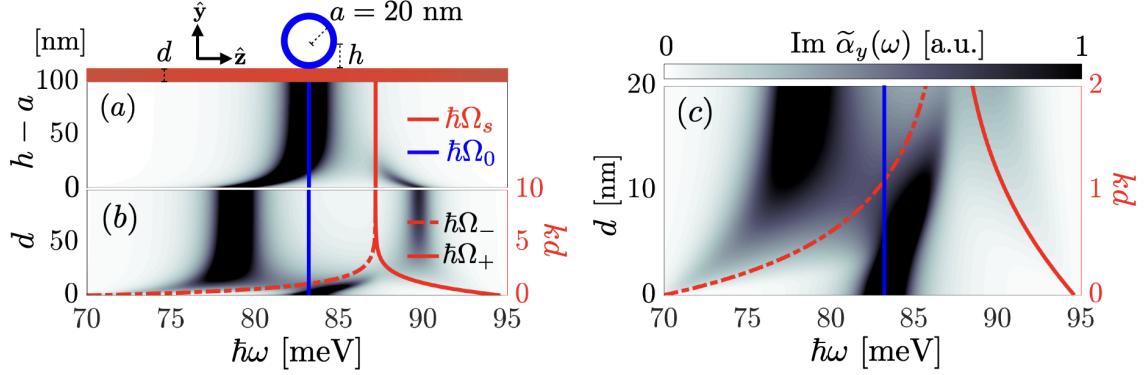 ŷ
ẑ
[nm]
d
a = 20 nm
h
100
50
0
h − a
(a)
ħΩ_s
ħΩ_0
50
0
d
(b)
ħΩ_−
ħΩ_+
10
5
0
kd
70 75 80 85 90 95
ħω [meV]
0 Im α̃_y(ω) [a.u.] 1
20
10
0
d [nm]
(c)
2
1
0
kd
70 75 80 85 90 95
ħω [meV]